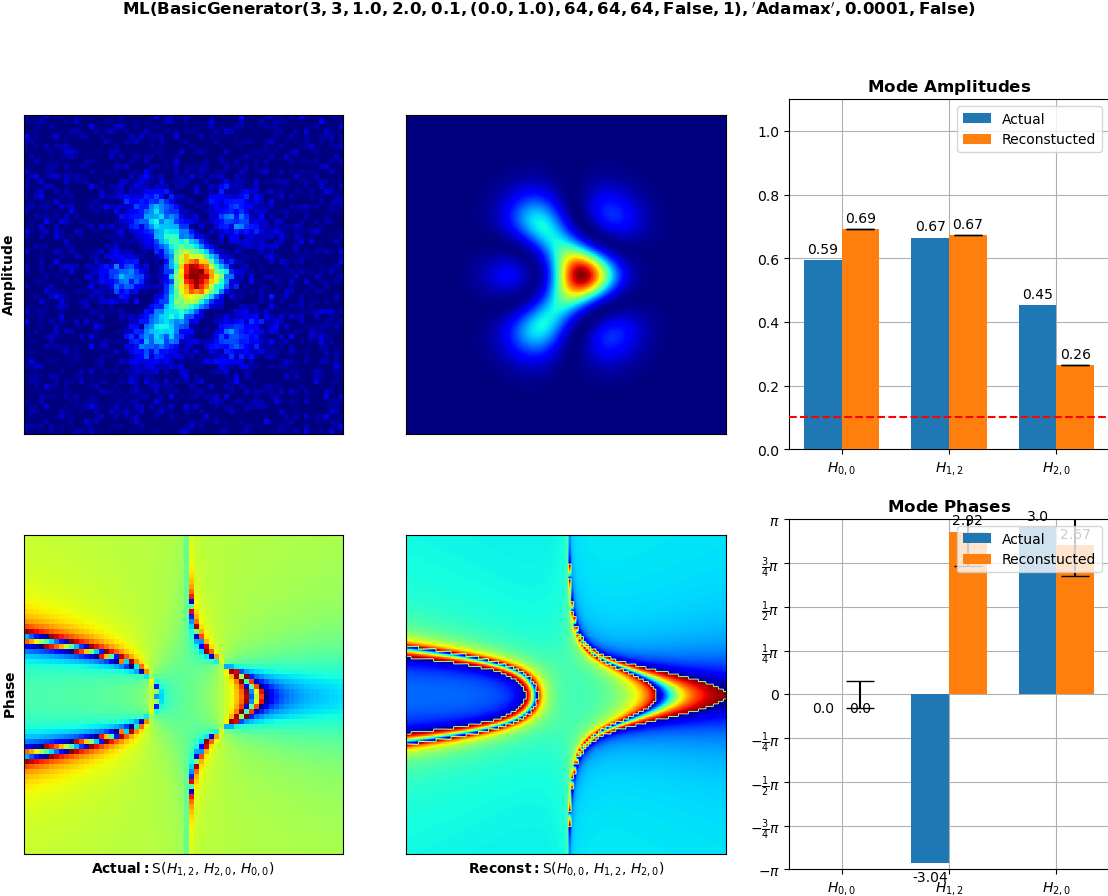 ML(BasicGenerator(3, 3, 1.0, 2.0, 0.1, (0.0, 1.0), 64, 64, 64, False, 1), 'Adamax', 0.0001, False)
Amplitude
Mode Amplitudes
Actual
Reconstucted
1.0
0.8
0.6
0.4
0.2
0.0
0.59
0.69
0.67
0.67
0.45
0.26
H0,0
H1,2
H2,0
Phase
Actual: S(H1,2, H2,0, H0,0)
Reconst: S(H0,0, H1,2, H2,0)
Mode Phases
Actual
Reconstucted
π
3/4π
1/2π
1/4π
0
−1/4π
−1/2π
−3/4π
−π
0.0
0.0
-3.04
2.92
3.0
2.67
H0,0
H1,2
H2,0